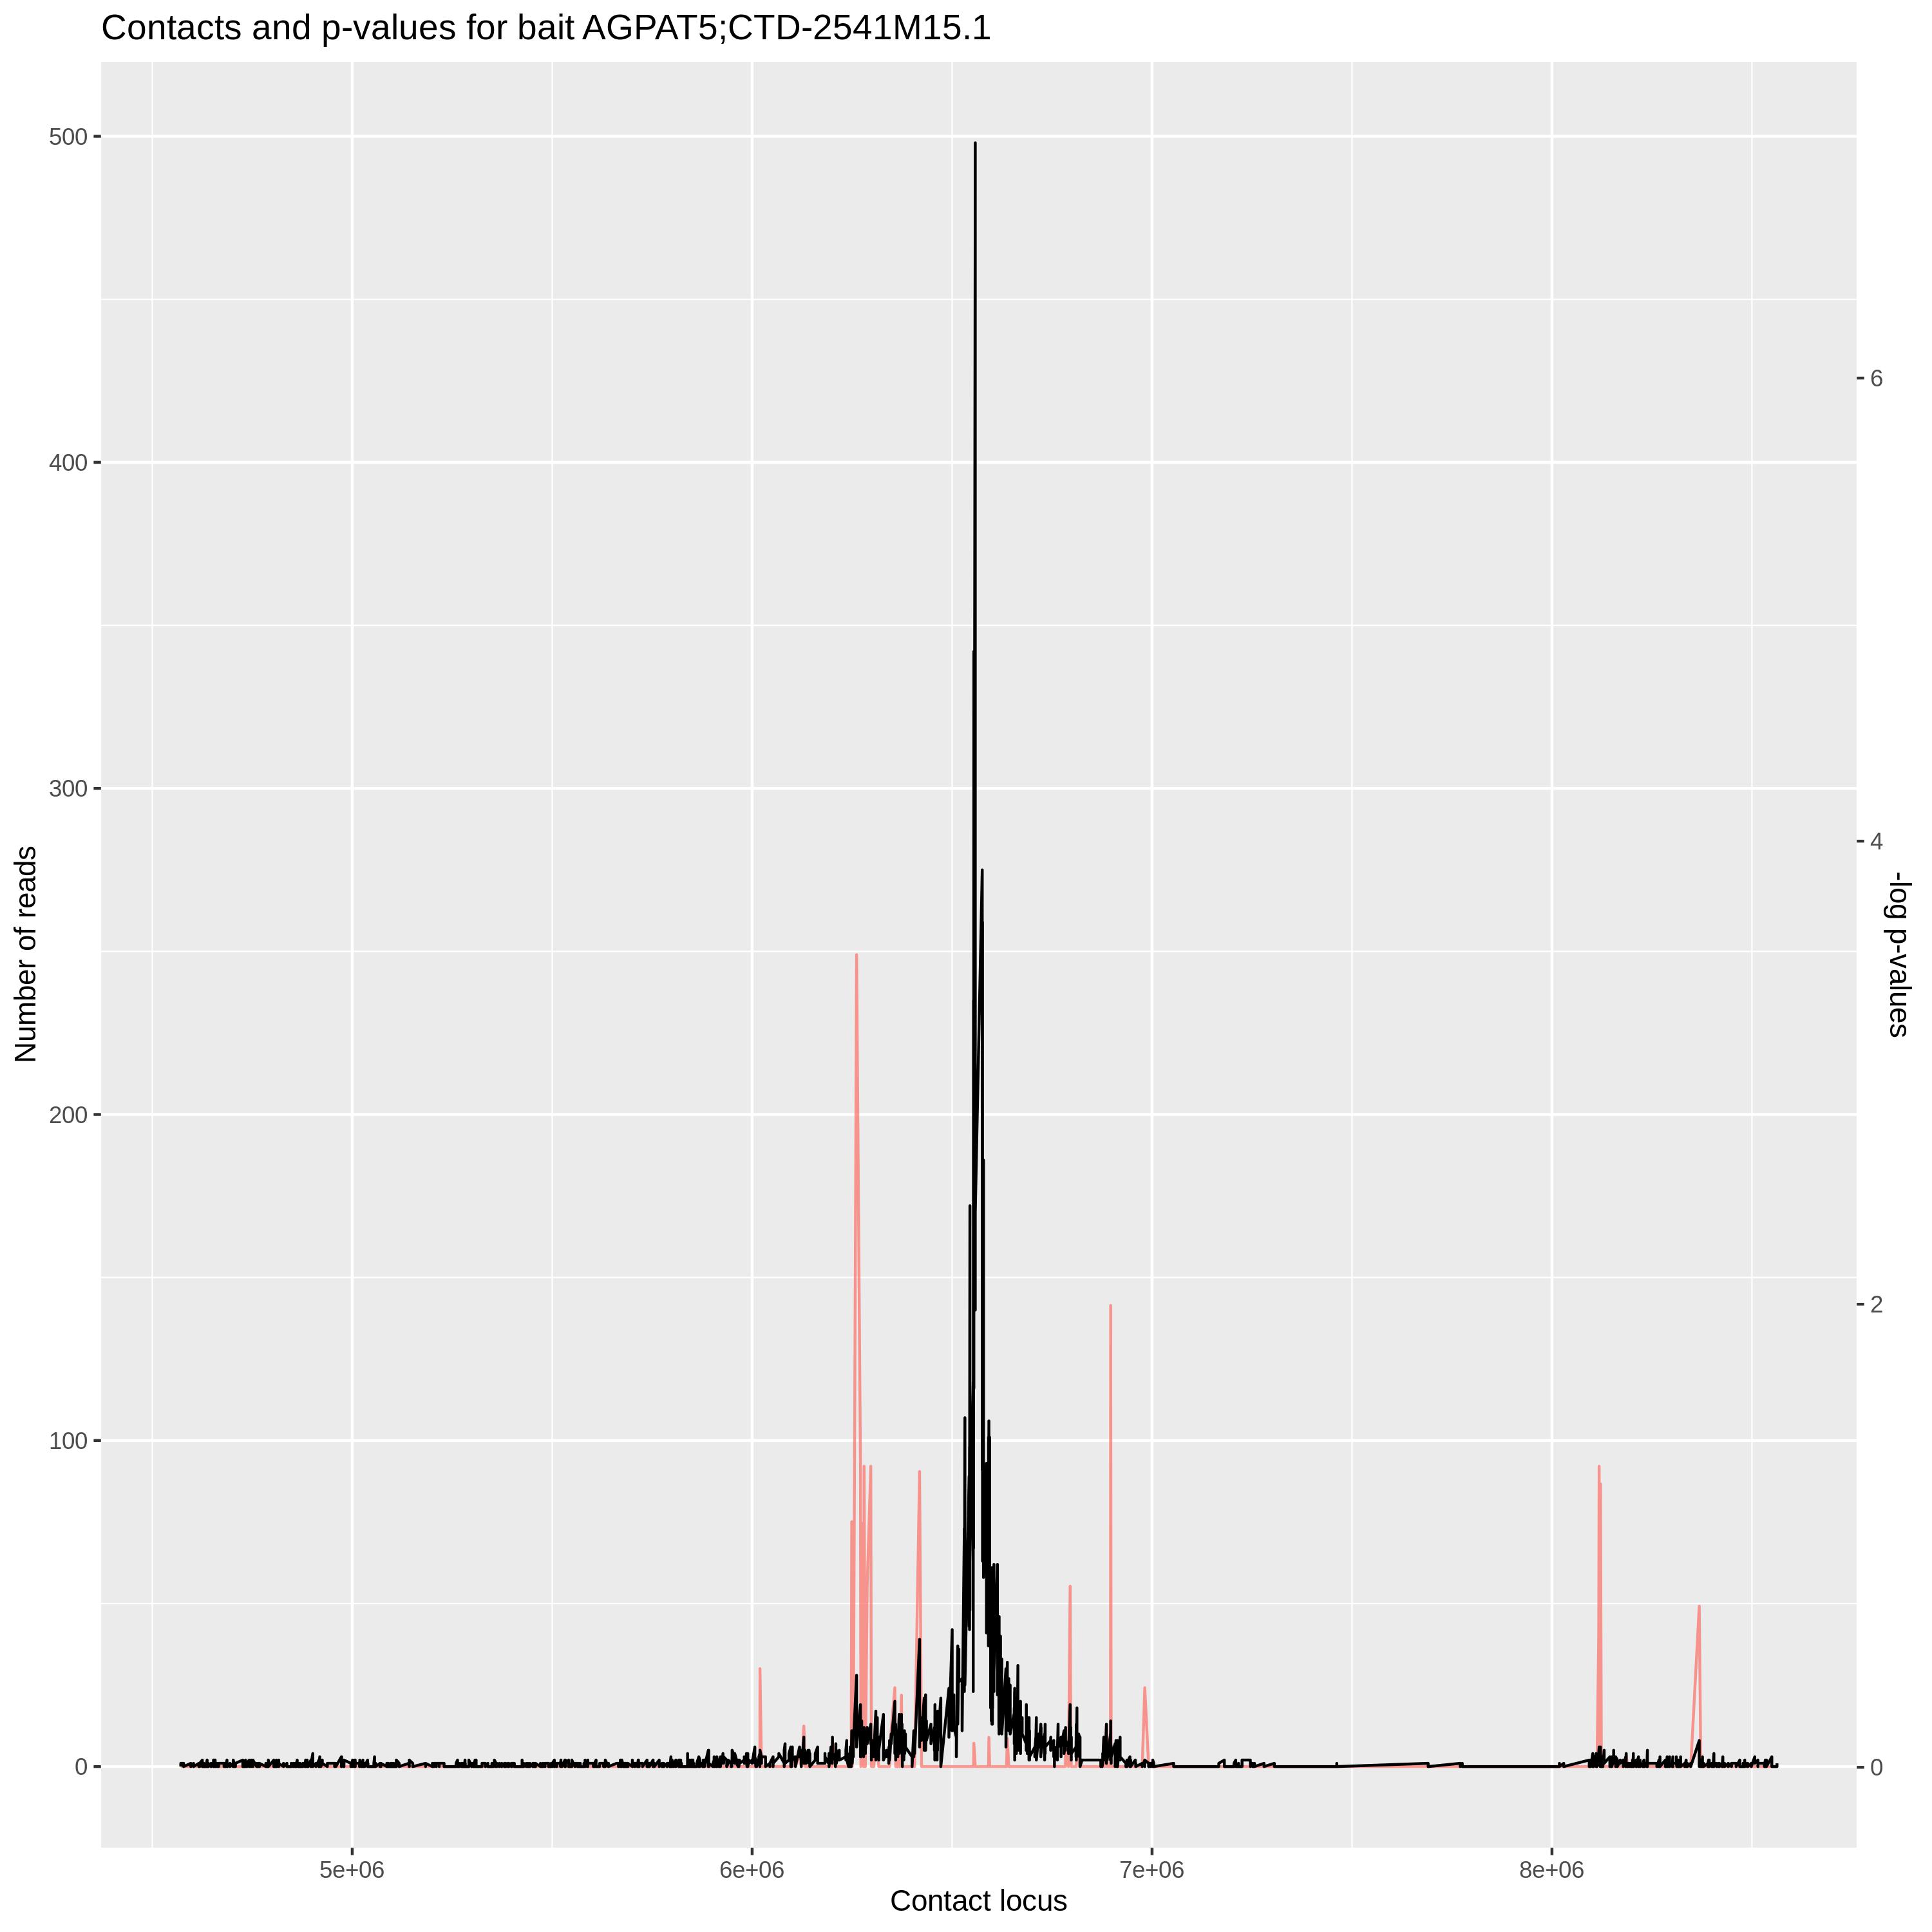 Contacts and p-values for bait AGPAT5;CTD-2541M15.1
500
400
300
200
100
0
Number of reads
6
4
2
0
-log p-values
5e+06
6e+06
7e+06
8e+06
Contact locus